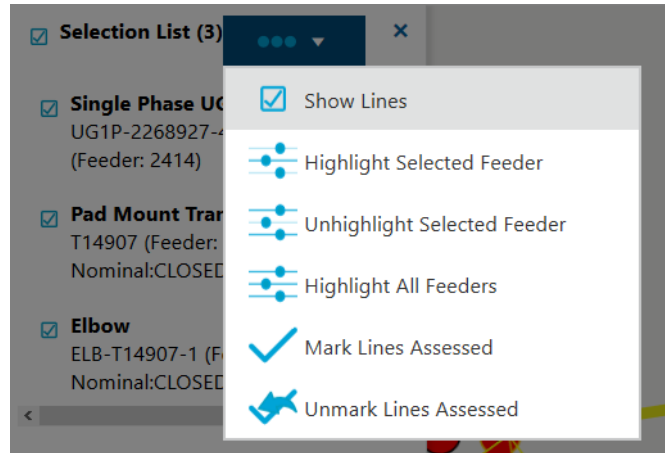 Selection List (3)
Single Phase UG
UG1P-2268927-4
(Feeder: 2414)
Pad Mount Tran
T14907 (Feeder:
Nominal:CLOSED
Elbow
ELB-T14907-1 (Fe
Nominal:CLOSED
Show Lines
Highlight Selected Feeder
Unhighlight Selected Feeder
Highlight All Feeders
Mark Lines Assessed
Unmark Lines Assessed